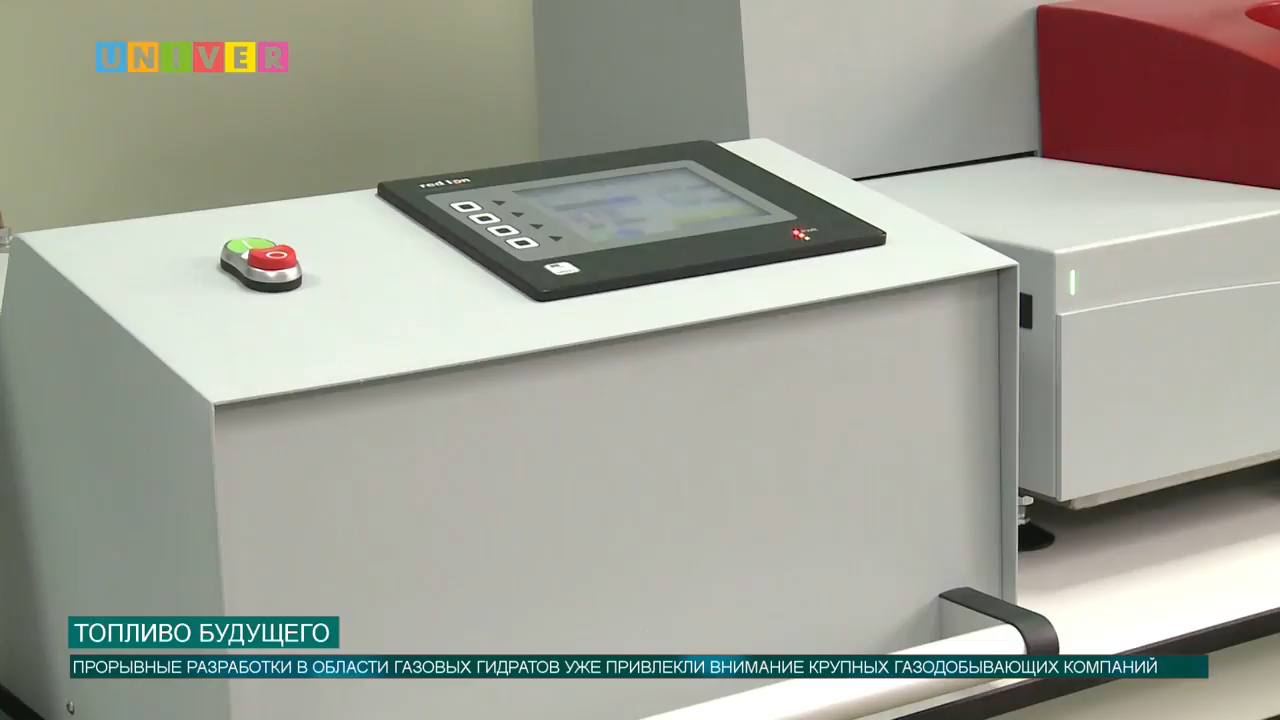 UNIVER
red lion
ТОПЛИВО БУДУЩЕГО
ПРОРЫВНЫЕ РАЗРАБОТКИ В ОБЛАСТИ ГАЗОВЫХ ГИДРАТОВ УЖЕ ПРИВЛЕКЛИ ВНИМАНИЕ КРУПНЫХ ГАЗОДОБЫВАЮЩИХ КОМПАНИЙ